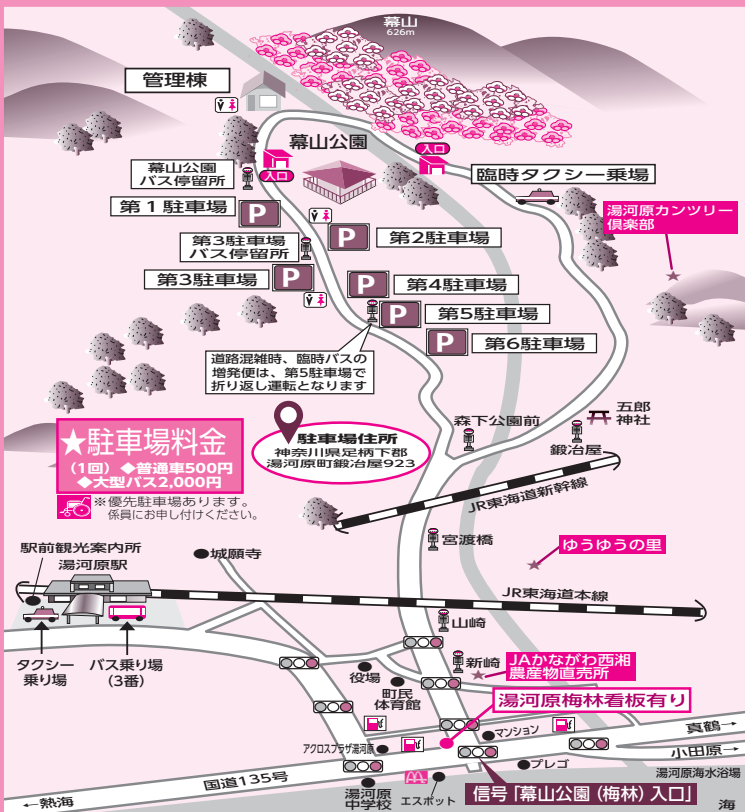 幕山
626m
管理棟
幕山公園
入口
入口
幕山公園
バス停留所
臨時タクシー乗場
湯河原カンツリー
倶楽部
第1駐車場
P
P
第2駐車場
第3駐車場
バス停留所
第3駐車場
P
P
第4駐車場
P
第5駐車場
P
第6駐車場
道路混雑時、臨時バスの
増発便は、第5駐車場で
折り返し運転となります
駐車場住所
神奈川県足柄下郡
湯河原町鍛冶屋923
森下公園前
五郎
神社
鍛冶屋
★駐車場料金
(1回) ◆普通車500円
◆大型バス2,000円
※優先駐車場あります。
係員にお申し付けください。
JR東海道新幹線
宮渡橋
ゆうゆうの里
駅前観光案内所
湯河原駅
城願寺
JR東海道本線
山崎
タクシー
乗り場
バス乗り場
(3番)
新崎
JAかながわ西湘
農産物直売所
役場
町民
体育館
湯河原梅林看板有り
マンション
真鶴→
アクロスプラザ湯河原
小田原→
プレゴ
国道135号
湯河原海水浴場
←熱海
湯河原
中学校
エスポット
信号「幕山公園（梅林）入口」
海